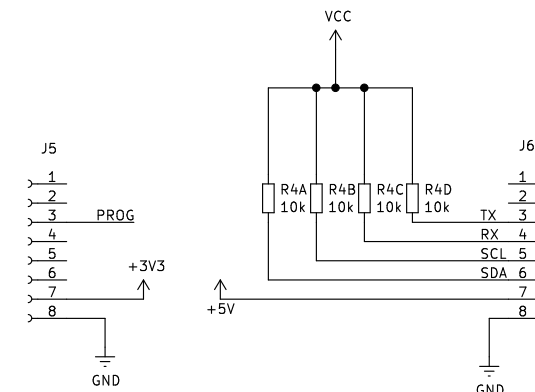 VCC
J5
J6
1
2
3 PROG
4
5
6
7
8
+3V3
GND
R4A R4B R4C R4D
10k 10k 10k 10k
+5V
1
2
TX 3
RX 4
SCL 5
SDA 6
7
8
GND